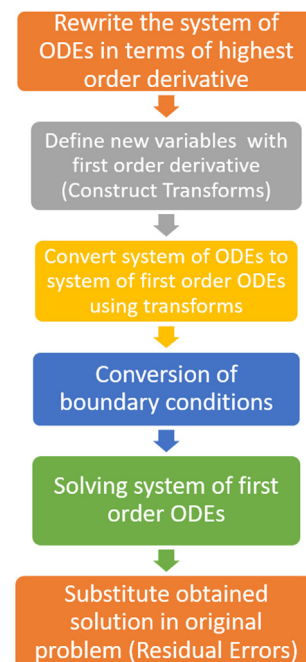 Rewrite the system of
ODEs in terms of highest
order derivative
Define new variables with
first order derivative
(Construct Transforms)
Convert system of ODEs to
system of first order ODEs
using transforms
Conversion of
boundary conditions
Solving system of first
order ODEs
Substitute obtained
solution in original
problem (Residual Errors)